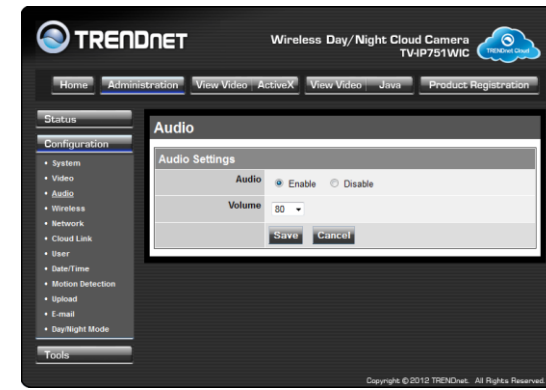 TRENDNET
Wireless Day/Night Cloud Camera
TV-IP751WIC
TRENDnet Cloud
Home Administration View Video | ActiveX View Video | Java Product Registration
Status
Configuration
• System
• Video
• Audio
• Wireless
• Network
• Cloud Link
• User
• Date/Time
• Motion Detection
• Upload
• E-mail
• Day/Night Mode
Tools
Audio
Audio Settings
Audio Enable Disable
Volume 80
Save Cancel
Copyright © 2012 TRENDnet. All Rights Reserved.